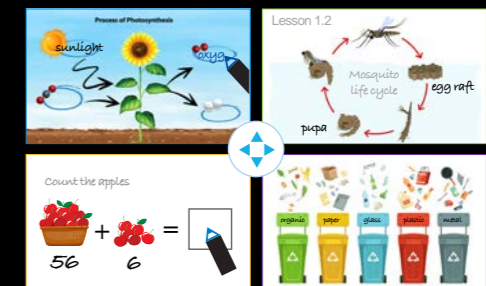 Process of Photosynthesis
sunlight
oxyg
Lesson 1.2
Mosquito
life cycle
egg raft
pupa
Count the apples
+
=
56
6
organic
paper
glass
plastic
metal